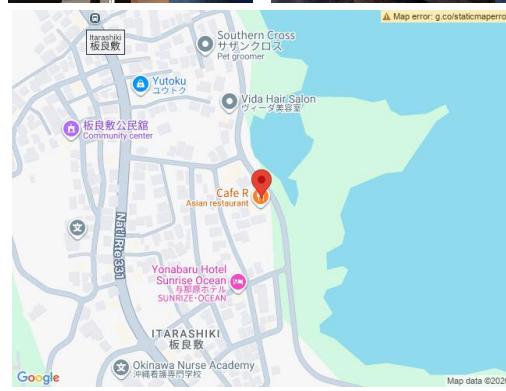 Map error: g.co/staticmaperro
Itarashiki
板良敷
Southern Cross
サザンクロス
Pet groomer
Yutoku
ユウトク
Vida Hair Salon
ヴィーダ美容室
板良敷公民館
Community center
Cafe R
Asian restaurant
文
Nat'l Rte 331
Yonabaru Hotel
Sunrise Ocean
与那原ホテル
SUNRIZE・OCEAN
ITARASHIKI
板良敷
文
Okinawa Nurse Academy
沖縄看護専門学校
Google
Map data ©202